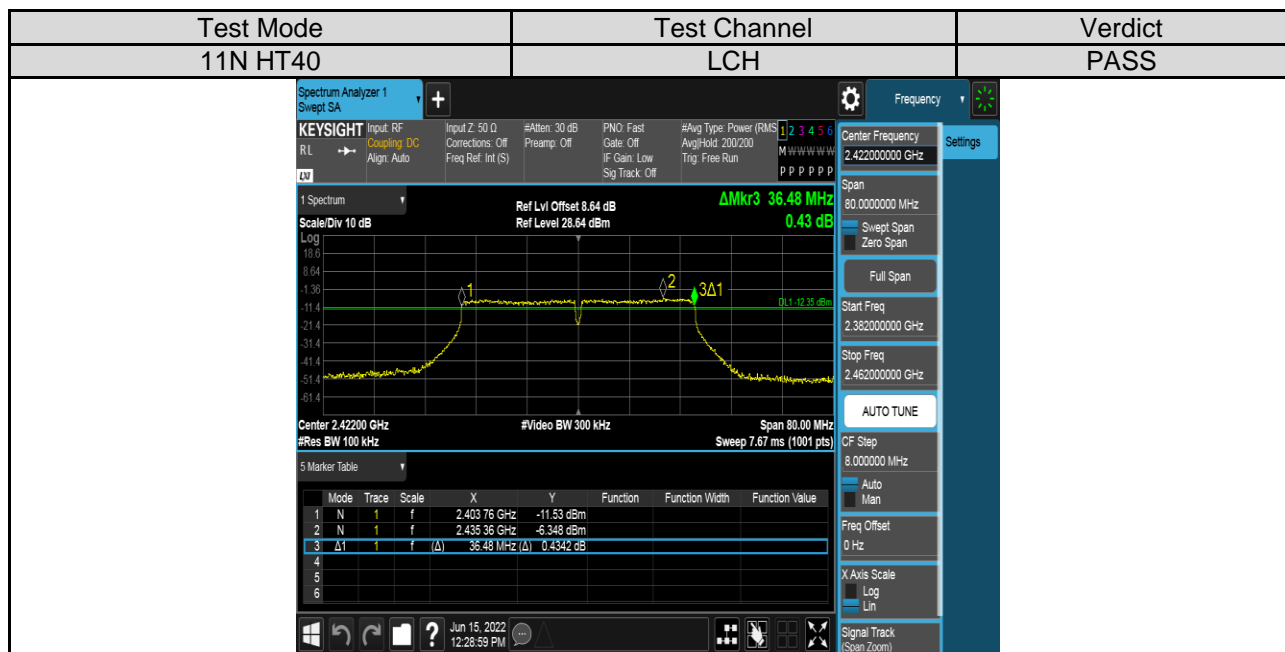 Test Mode Test Channel Verdict
11N HT40 LCH PASS
Spectrum Analyzer 1
Swept SA
+
Frequency
KEYSIGHT
RL
LXI
Input: RF
Coupling: DC
Align: Auto
Input Z: 50 Ω
Corrections: Off
Freq Ref: Int (S)
#Atten: 30 dB
Preamp: Off
PNO: Fast
Gate: Off
IF Gain: Low
Sig Track: Off
#Avg Type: Power (RMS
Avg|Hold: 200/200
Trig: Free Run
1 2 3 4 5 6
M W W W W W
P P P P P P
Center Frequency
2.422000000 GHz
Settings
Span
80.0000000 MHz
Swept Span
Zero Span
Full Span
Start Freq
2.382000000 GHz
Stop Freq
2.462000000 GHz
AUTO TUNE
CF Step
8.000000 MHz
Auto
Man
Freq Offset
0 Hz
X Axis Scale
Log
Lin
Signal Track
(Span Zoom)
1 Spectrum
Scale/Div 10 dB
Ref Lvl Offset 8.64 dB
Ref Level 28.64 dBm
ΔMkr3 36.48 MHz
0.43 dB
Log
18.6
8.64
-1.36
-11.4
-21.4
-31.4
-41.4
-51.4
-61.4
1
2
3Δ1
DL1 -12.35 dBm
Center 2.42200 GHz
#Res BW 100 kHz
#Video BW 300 kHz
Span 80.00 MHz
Sweep 7.67 ms (1001 pts)
5 Marker Table
Mode Trace Scale X Y Function Function Width Function Value
1 N 1 f 2.403 76 GHz -11.53 dBm
2 N 1 f 2.435 36 GHz -6.348 dBm
3 Δ1 1 f (Δ) 36.48 MHz (Δ) 0.4342 dB
4
5
6
?
Jun 15, 2022
12:28:59 PM